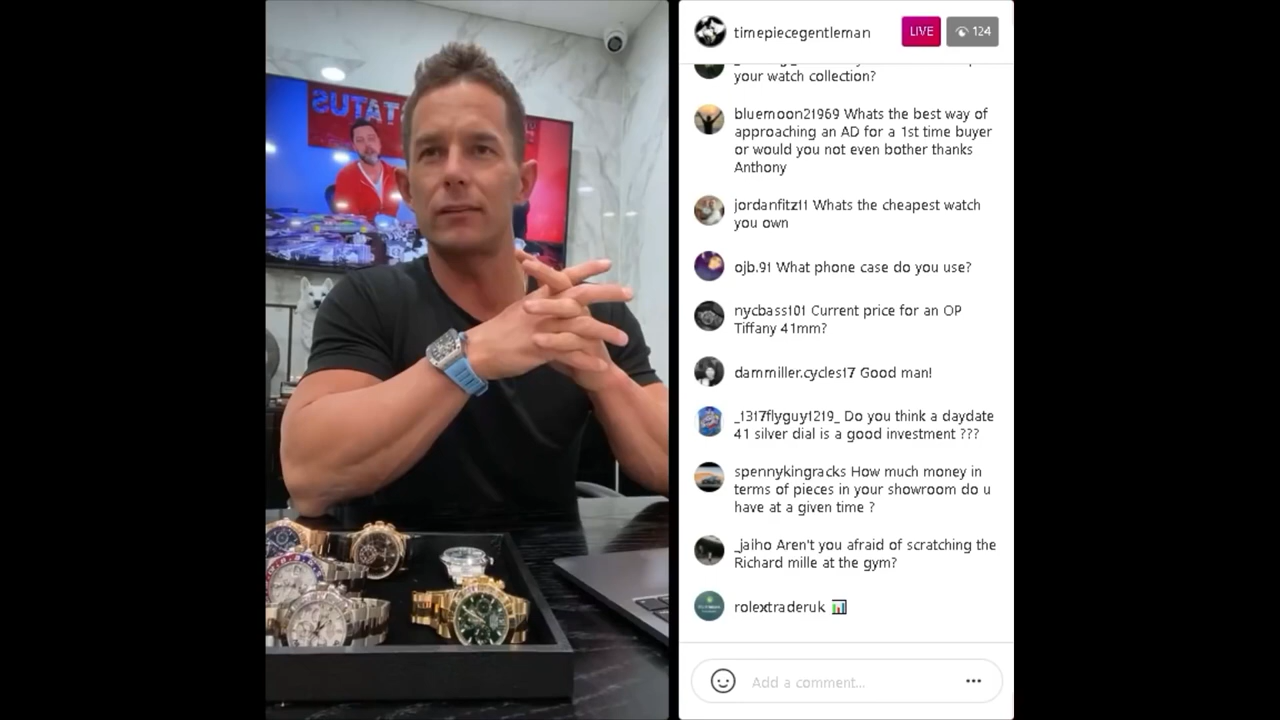 STATUS
timepiecegentleman
LIVE
124
your watch collection?
bluemoon21969 Whats the best way of
approaching an AD for a 1st time buyer
or would you not even bother thanks
Anthony
jordanfitz11 Whats the cheapest watch
you own
ojb.91 What phone case do you use?
nycbass101 Current price for an OP
Tiffany 41mm?
dammiller.cycles17 Good man!
_1317flyguy1219_ Do you think a daydate
41 silver dial is a good investment ???
spennykingracks How much money in
terms of pieces in your showroom do u
have at a given time ?
_jaiho Aren't you afraid of scratching the
Richard mille at the gym?
rolextraderuk 📊
Add a comment...